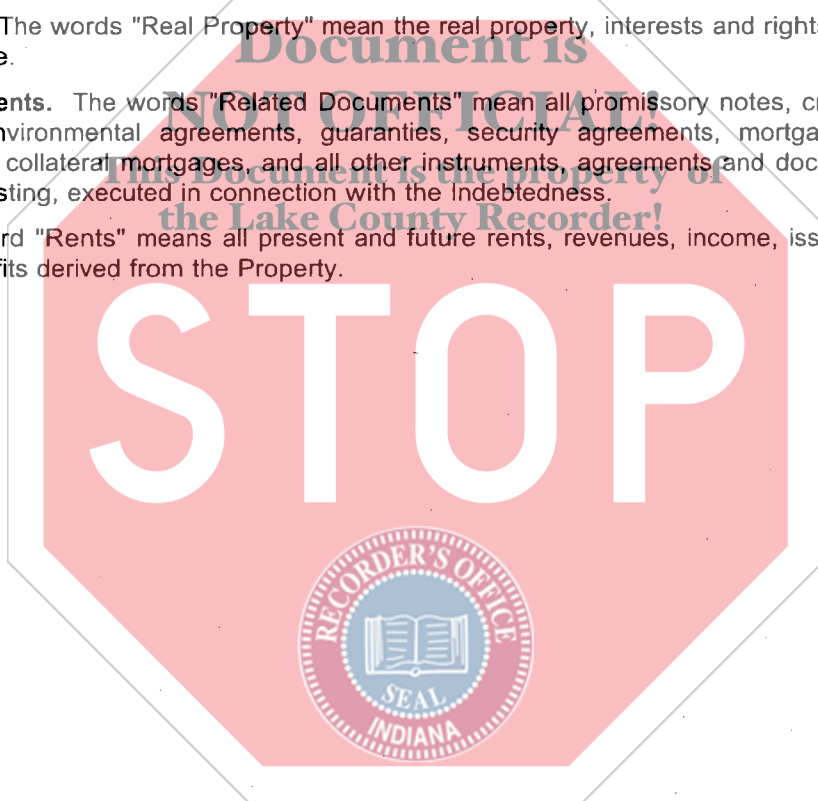 The words "Real Property" mean the real property, interests and right
e.
Document is
ents. The words "Related Documents" mean all promissory notes, c
NOT OFFICIAL!
nvironmental agreements, guaranties, security agreements, mortga
collateral mortgages, and all other instruments, agreements and doc
This Document is the property of
sting, executed in connection with the Indebtedness.
the Lake County Recorder!
rd "Rents" means all present and future rents, revenues, income, iss
fits derived from the Property.
STOP
RECORDER'S OFFICE
SEAL
INDIANA